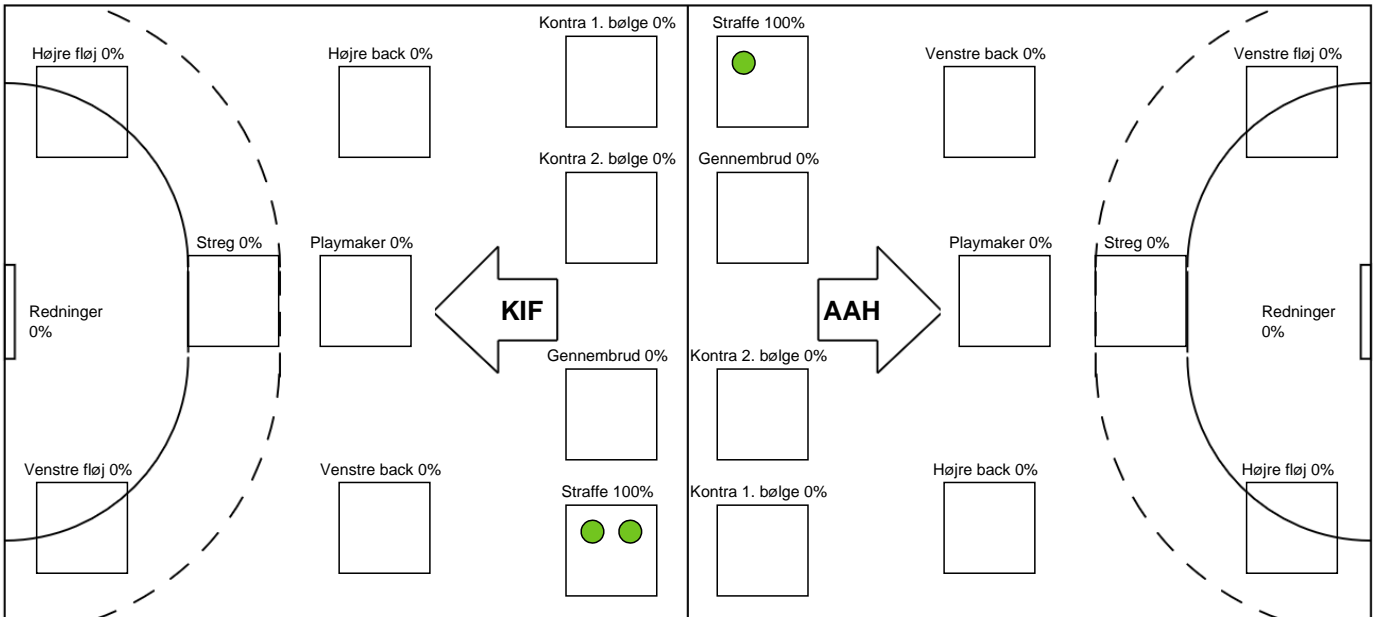 Kontra 1. bølge 0%
Straffe 100%
Højre fløj 0%
Højre back 0%
Venstre back 0%
Venstre fløj 0%
Kontra 2. bølge 0%
Gennembrud 0%
Streg 0%
Playmaker 0%
Playmaker 0%
Streg 0%
Redninger
0%
KIF
AAH
Redninger
0%
Gennembrud 0%
Kontra 2. bølge 0%
Venstre fløj 0%
Venstre back 0%
Højre back 0%
Højre fløj 0%
Straffe 100%
Kontra 1. bølge 0%